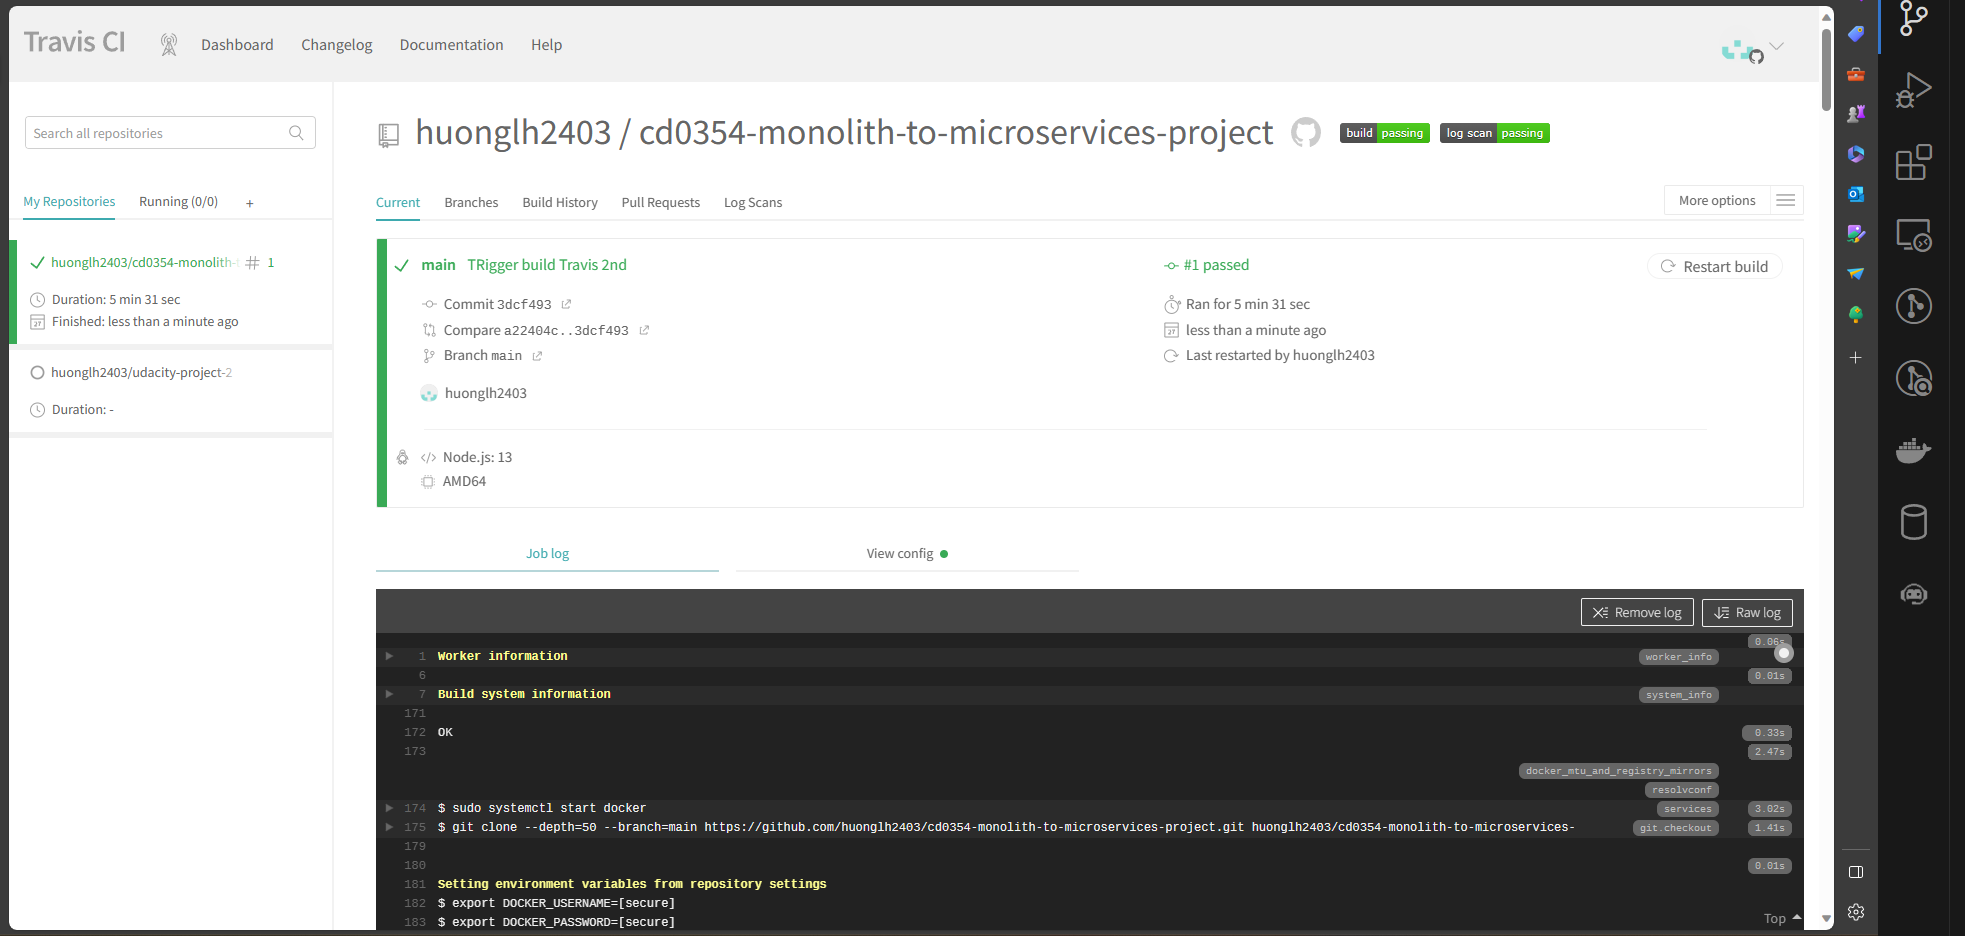 Travis CI
Dashboard
Changelog
Documentation
Help
Search all repositories
My Repositories
Running (0/0)
+
huonglh2403/cd0354-monolith-
# 1
Duration: 5 min 31 sec
Finished: less than a minute ago
huonglh2403/udacity-project-2
Duration: -
huonglh2403 / cd0354-monolith-to-microservices-project
build passing
log scan passing
Current
Branches
Build History
Pull Requests
Log Scans
More options
main TRigger build Travis 2nd
Commit 3dcf493
Compare a22404c..3dcf493
Branch main
huonglh2403
#1 passed
Ran for 5 min 31 sec
less than a minute ago
Last restarted by huonglh2403
Restart build
Node.js: 13
AMD64
Job log
View config
Remove log
Raw log
0.06s
1 Worker information worker_info
6 0.01s
7 Build system information system_info
171
172 OK 0.33s
173 2.47s
docker_mtu_and_registry_mirrors
resolvconf
174 $ sudo systemctl start docker services 3.02s
175 $ git clone --depth=50 --branch=main https://github.com/huonglh2403/cd0354-monolith-to-microservices-project.git huonglh2403/cd0354-monolith-to-microservices- git.checkout 1.41s
179
180 0.01s
181 Setting environment variables from repository settings
182 $ export DOCKER_USERNAME=[secure]
183 $ export DOCKER_PASSWORD=[secure]
Top